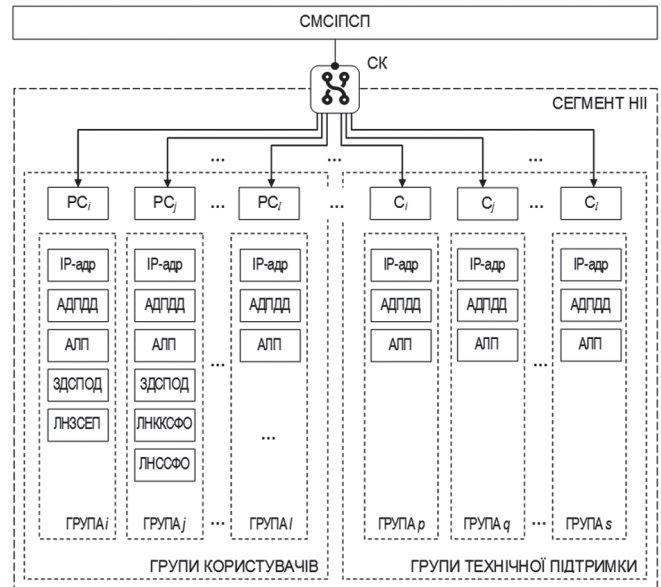 СМСІПСП
СК
СЕГМЕНТ НІІ
... ... ...
РСi РСj ... РСl ... Сi Сj ... Сl
ІР-адр ІР-адр ІР-адр ІР-адр ІР-адр ІР-адр
АДПДД АДПДД АДПДД АДПДД АДПДД АДПДД
АЛП АЛП ... АЛП АЛП АЛП ... АЛП
ЗДСПОД ЗДСПОД
ЛНЗСЕП ЛНККСФО ... ... ... ...
ЛНССФО
ГРУПА i ГРУПА j ... ГРУПА l ГРУПА p ГРУПА q ... ГРУПА s
ГРУПИ КОРИСТУВАЧІВ ГРУПИ ТЕХНІЧНОЇ ПІДТРИМКИ